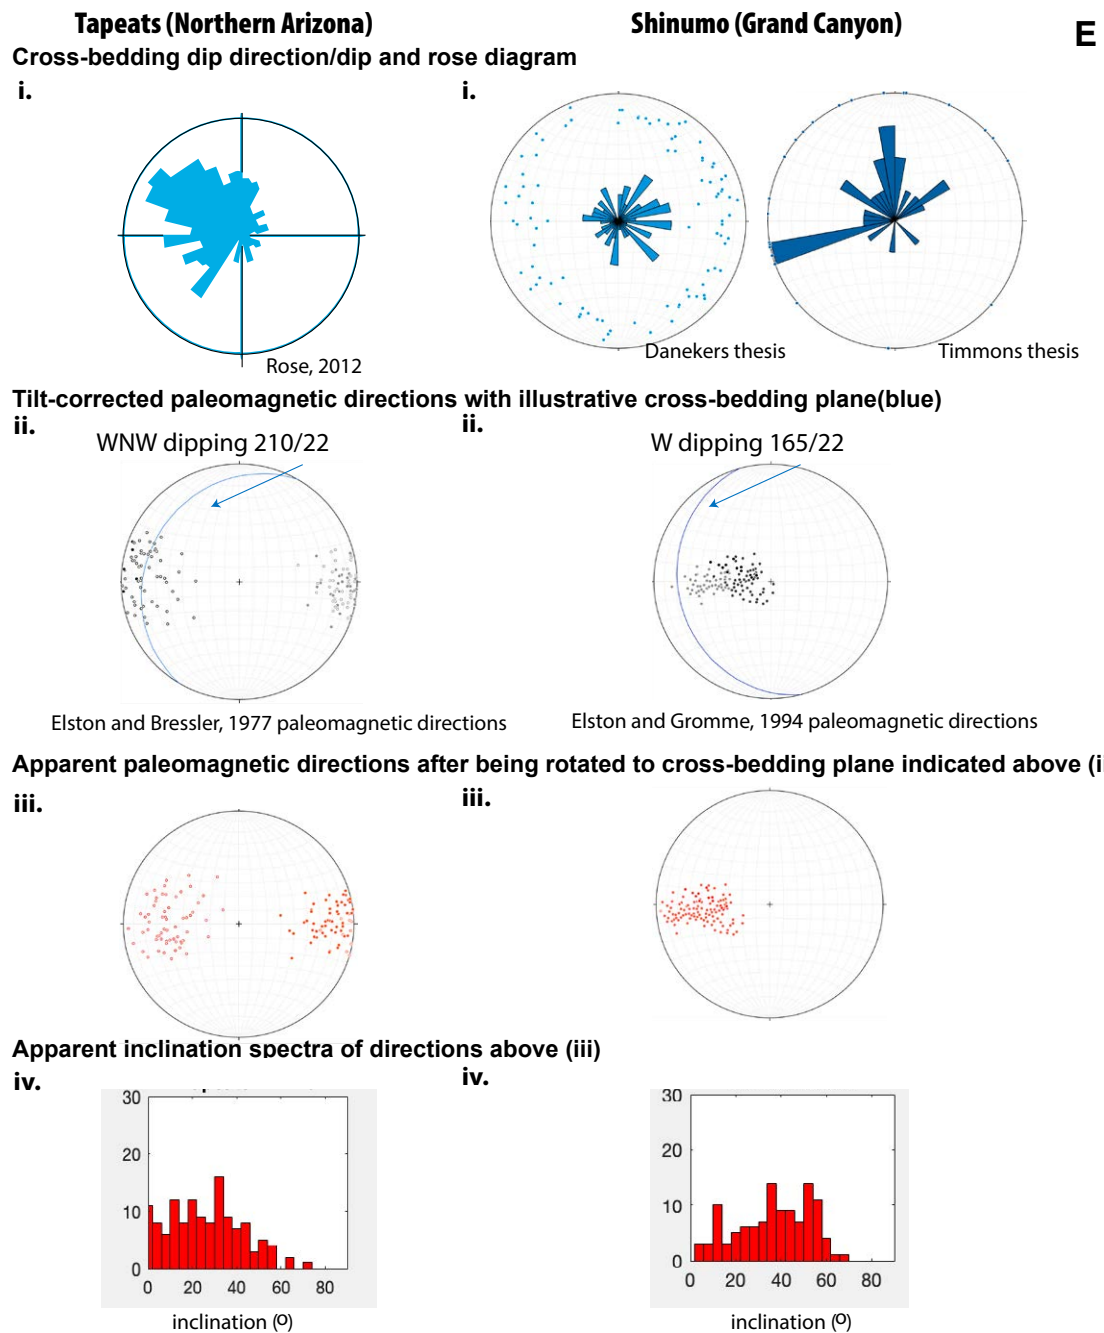 Tapeats (Northern Arizona)
Shinumo (Grand Canyon)
E
Cross-bedding dip direction/dip and rose diagram
i.
i.
Rose, 2012
Danekers thesis
Timmons thesis
Tilt-corrected paleomagnetic directions with illustrative cross-bedding plane(blue)
ii.
ii.
WNW dipping 210/22
W dipping 165/22
Elston and Bressler, 1977 paleomagnetic directions
Elston and Gromme, 1994 paleomagnetic directions
Apparent paleomagnetic directions after being rotated to cross-bedding plane indicated above (i
iii.
iii.
Apparent inclination spectra of directions above (iii)
iv.
iv.
30
20
10
0
0 20 40 60 80
inclination (º)
30
20
10
0
0 20 40 60 80
inclination (º)